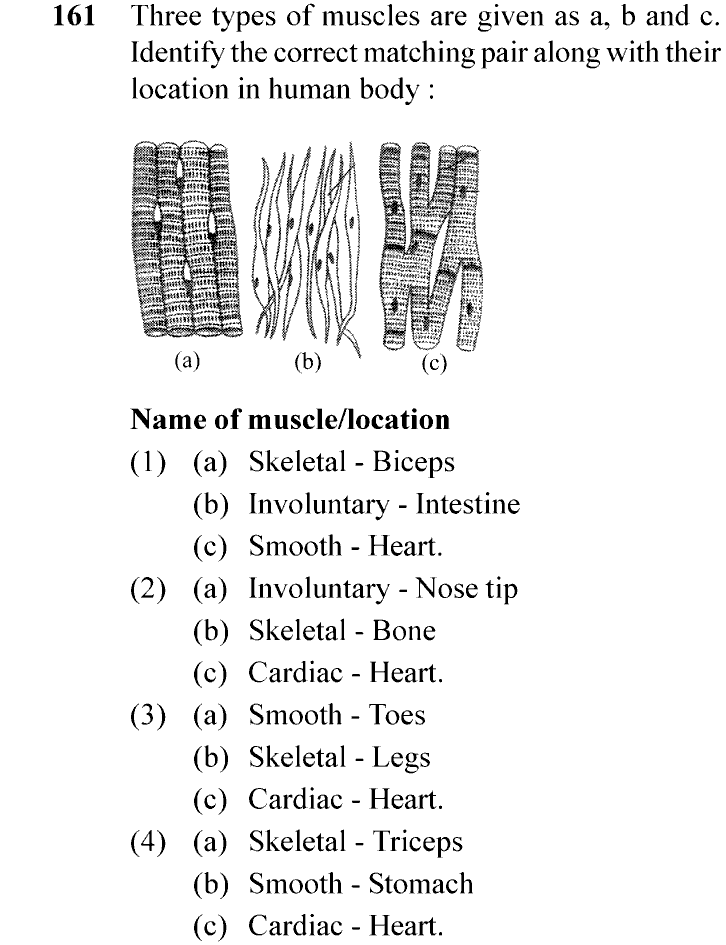 161 Three types of muscles are given as a, b and c.
Identify the correct matching pair along with their
location in human body :
(a) (b) (c)
Name of muscle/location
(1) (a) Skeletal - Biceps
(b) Involuntary - Intestine
(c) Smooth - Heart.
(2) (a) Involuntary - Nose tip
(b) Skeletal - Bone
(c) Cardiac - Heart.
(3) (a) Smooth - Toes
(b) Skeletal - Legs
(c) Cardiac - Heart.
(4) (a) Skeletal - Triceps
(b) Smooth - Stomach
(c) Cardiac - Heart.